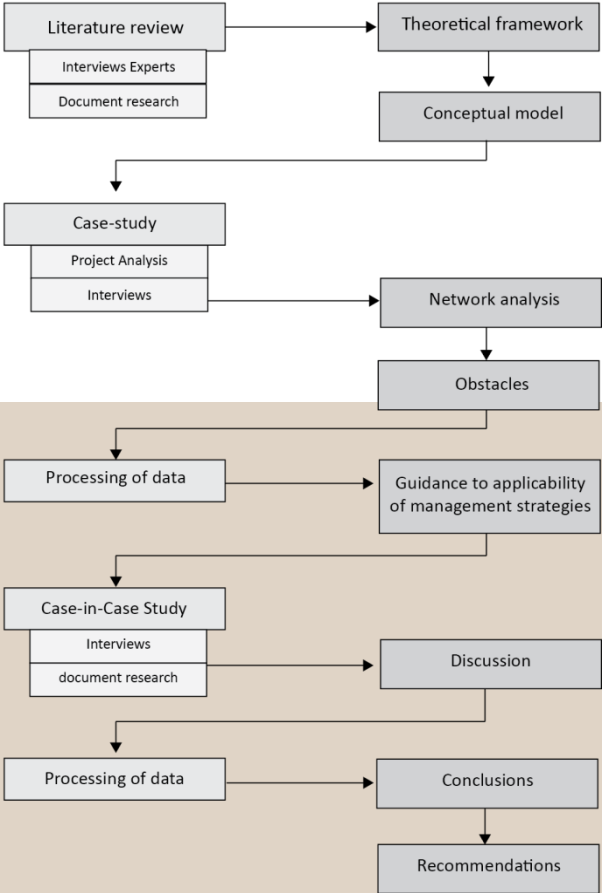 Literature review
Interviews Experts
Document research
Theoretical framework
Conceptual model
Case-study
Project Analysis
Interviews
Network analysis
Obstacles
Processing of data
Guidance to applicability
of management strategies
Case-in-Case Study
Interviews
document research
Discussion
Processing of data
Conclusions
Recommendations